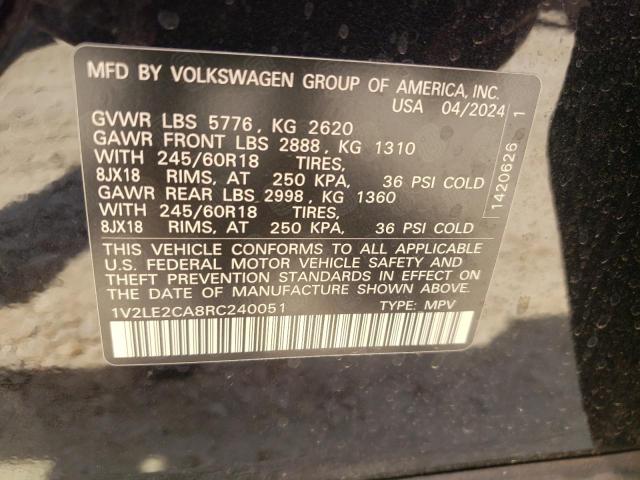 MFD BY VOLKSWAGEN GROUP OF AMERICA, INC.
USA 04/2024
GVWR LBS 5776, KG 2620
GAWR FRONT LBS 2888, KG 1310
WITH 245/60R18 TIRES,
8JX18 RIMS, AT 250 KPA, 36 PSI COLD
GAWR REAR LBS 2998, KG 1360
WITH 245/60R18 TIRES,
8JX18 RIMS, AT 250 KPA, 36 PSI COLD
THIS VEHICLE CONFORMS TO ALL APPLICABLE
U.S. FEDERAL MOTOR VEHICLE SAFETY AND
THEFT PREVENTION STANDARDS IN EFFECT ON
THE DATE OF MANUFACTURE SHOWN ABOVE.
1V2LE2CA8RC240051 TYPE: MPV
1420626 1